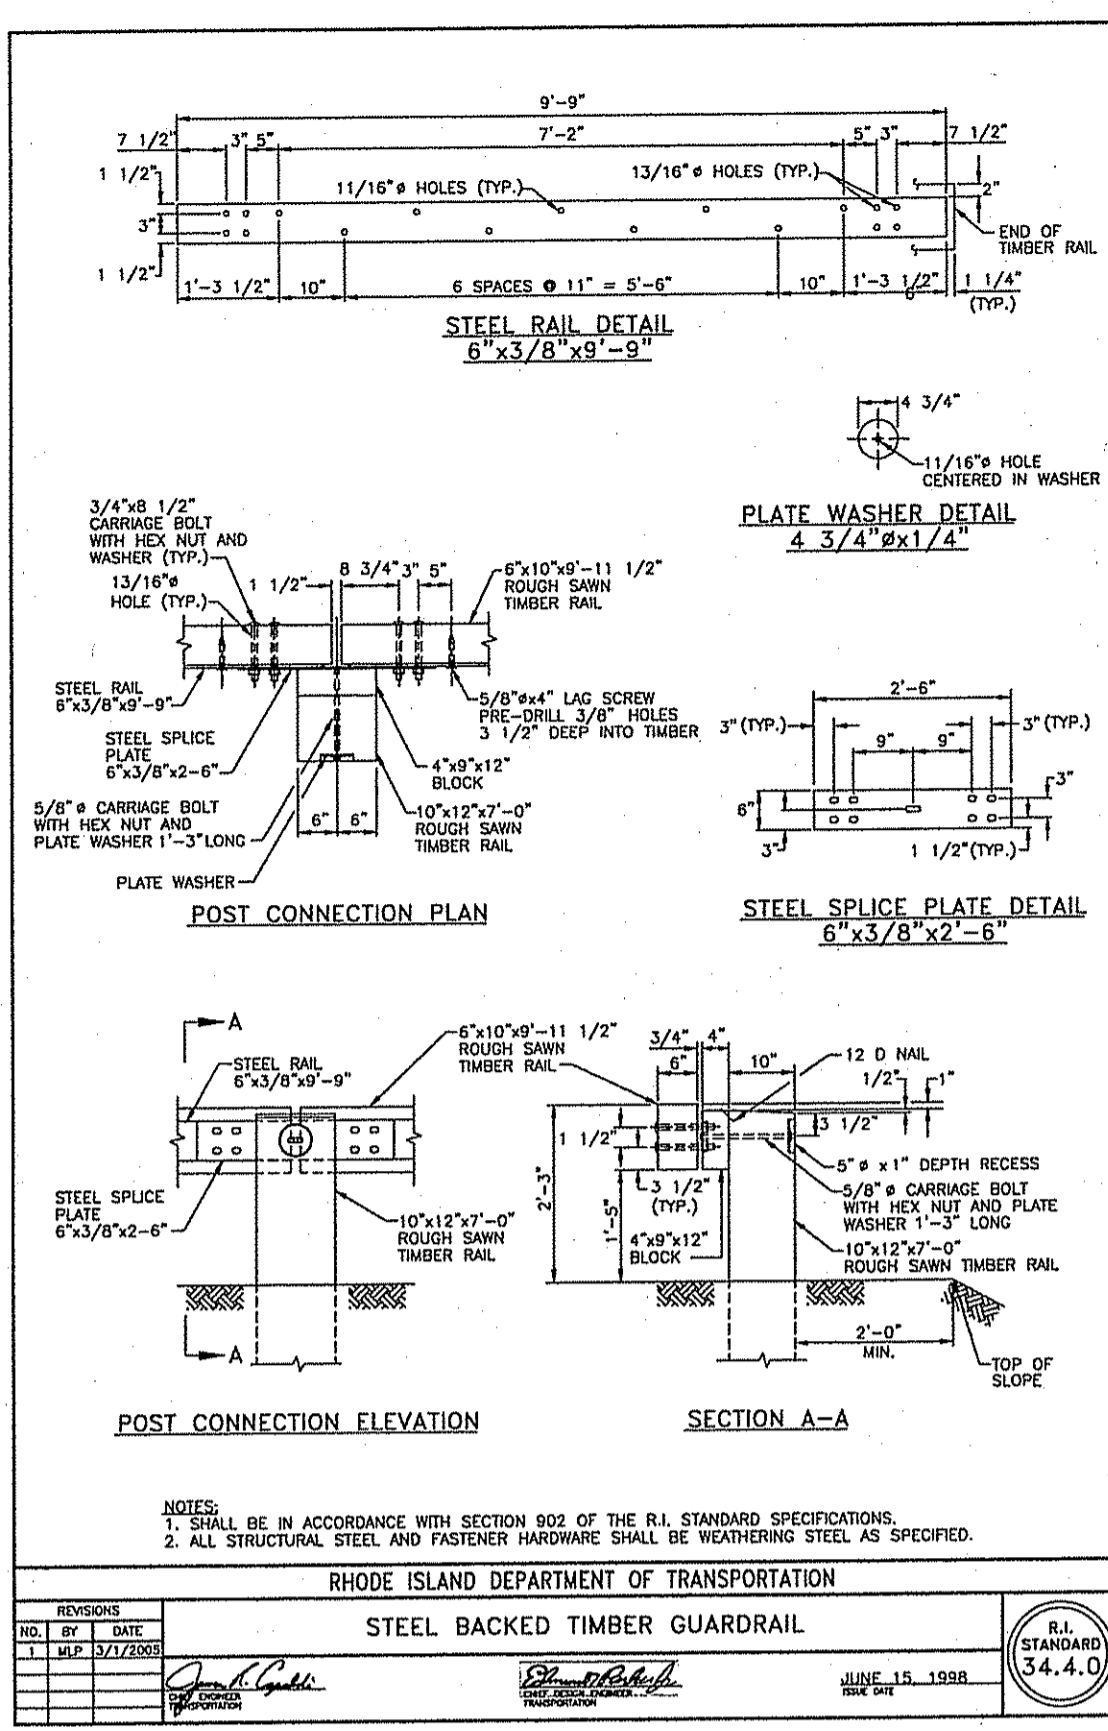 9'-9"
7 1/2" 3" 5" 7'-2" 5" 3" 7 1/2"
1 1/2"
11/16"ø HOLES (TYP.)
13/16"ø HOLES (TYP.)
2"
3"
END OF
TIMBER RAIL
1 1/2"
1'-3 1/2" 10" 6 SPACES @ 11" = 5'-6" 10" 1'-3 1/2" 1 1/4"
6
(TYP.)
STEEL RAIL DETAIL
6"x3/8"x9'-9"
4 3/4"
11/16"ø HOLE
CENTERED IN WASHER
PLATE WASHER DETAIL
4 3/4"Øx1/4"
3/4"x8 1/2"
CARRIAGE BOLT
WITH HEX NUT AND
WASHER (TYP.)
13/16"ø
HOLE (TYP.)
1 1/2"
8 3/4" 3" 5"
6"x10"x9'-11 1/2"
ROUGH SAWN
TIMBER RAIL
STEEL RAIL
6"x3/8"x9'-9"
STEEL SPLICE
PLATE
6"x3/8"x2-6"
5/8" ø CARRIAGE BOLT
WITH HEX NUT AND
PLATE WASHER 1'-3" LONG
PLATE WASHER
5/8"øx4" LAG SCREW
PRE-DRILL 3/8" HOLES
3 1/2" DEEP INTO TIMBER
4"x9"x12"
BLOCK
10"x12"x7'-0"
ROUGH SAWN
TIMBER RAIL
6" 6"
POST CONNECTION PLAN
2'-6"
3" (TYP.)
3" (TYP.)
9" 9"
3"
6"
3"
1 1/2"(TYP.)
STEEL SPLICE PLATE DETAIL
6"x3/8"x2'-6"
A
STEEL RAIL
6"x3/8"x9'-9"
6"x10"x9'-11 1/2"
ROUGH SAWN
TIMBER RAIL
STEEL SPLICE
PLATE
6"x3/8"x2-6"
10"x12"x7'-0"
ROUGH SAWN
TIMBER RAIL
A
POST CONNECTION ELEVATION
3/4" 4"
6" 10"
12 D NAIL
1/2" 1"
1 1/2"
3 1/2"
2'-3"
3 1/2"
(TYP.)
1'-5"
4"x9"x12"
BLOCK
5" ø x1" DEPTH RECESS
5/8" ø CARRIAGE BOLT
WITH HEX NUT AND PLATE
WASHER 1'-3" LONG
10"x12"x7'-0"
ROUGH SAWN TIMBER RAIL
2'-0"
MIN.
TOP OF
SLOPE
SECTION A-A
NOTES:
1. SHALL BE IN ACCORDANCE WITH SECTION 902 OF THE R.I. STANDARD SPECIFICATIONS.
2. ALL STRUCTURAL STEEL AND FASTENER HARDWARE SHALL BE WEATHERING STEEL AS SPECIFIED.
RHODE ISLAND DEPARTMENT OF TRANSPORTATION
REVISIONS
NO. BY DATE
1 MLP 3/1/2005
STEEL BACKED TIMBER GUARDRAIL
CHIEF ENGINEER
TRANSPORTATION
CHIEF DESIGN ENGINEER
TRANSPORTATION
JUNE 15, 1998
ISSUE DATE
R.I.
STANDARD
34.4.0